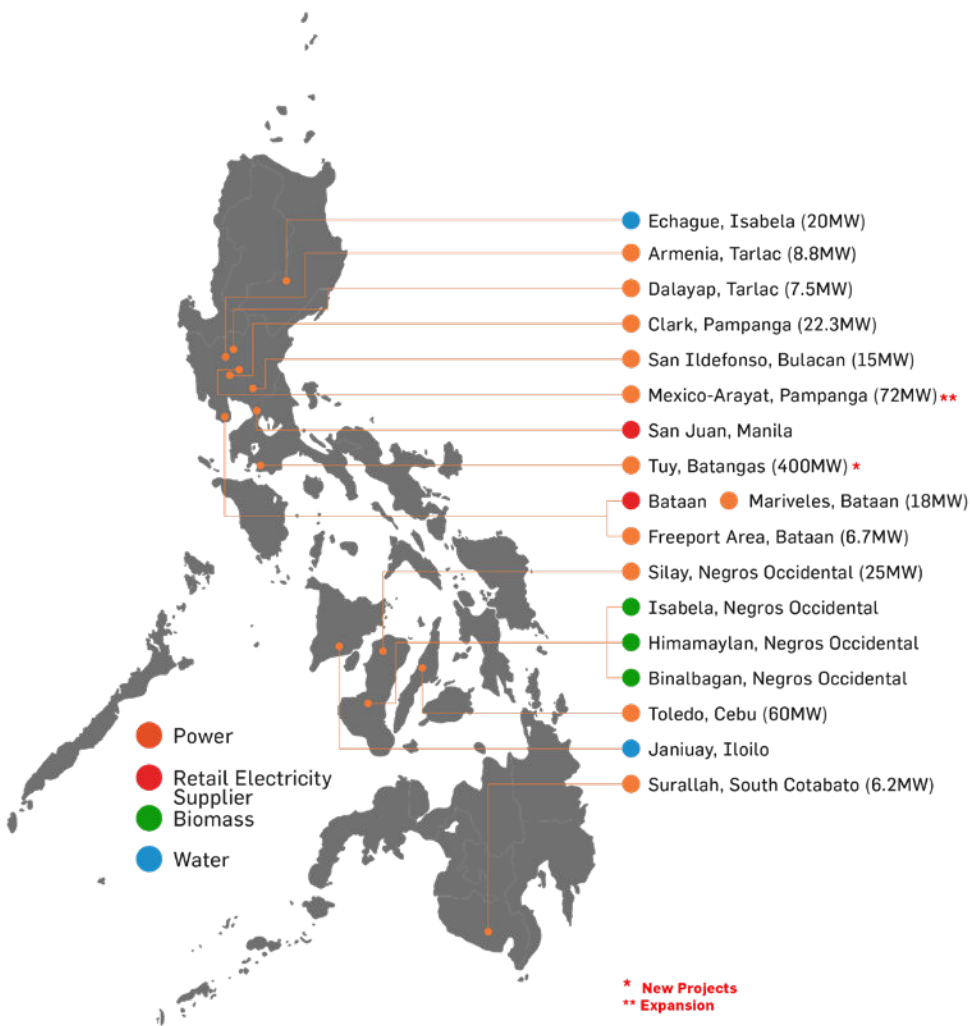 Echague, Isabela (20MW)
Armenia, Tarlac (8.8MW)
Dalayap, Tarlac (7.5MW)
Clark, Pampanga (22.3MW)
San Ildefonso, Bulacan (15MW)
Mexico-Arayat, Pampanga (72MW)**
San Juan, Manila
Tuy, Batangas (400MW)*
Bataan Mariveles, Bataan (18MW)
Freeport Area, Bataan (6.7MW)
Silay, Negros Occidental (25MW)
Isabela, Negros Occidental
Himamaylan, Negros Occidental
Binalbagan, Negros Occidental
Toledo, Cebu (60MW)
Janiuay, Iloilo
Surallah, South Cotabato (6.2MW)
Power
Retail Electricity
Supplier
Biomass
Water
* New Projects
** Expansion